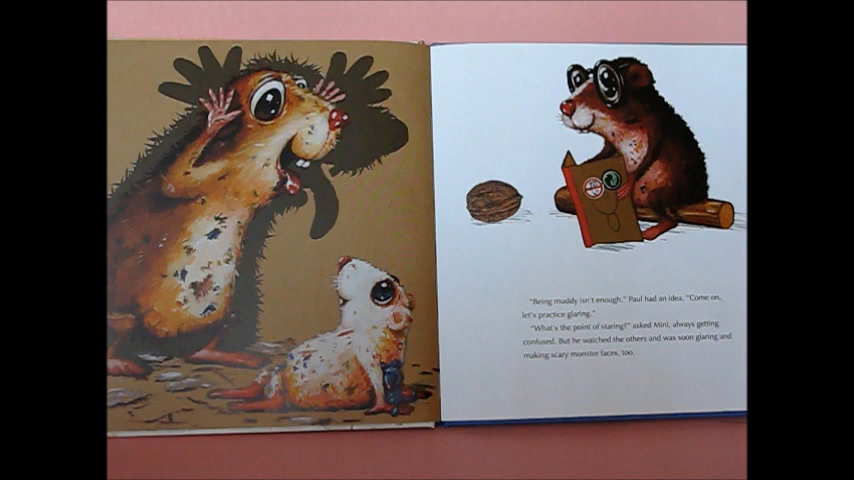 "Being muddy isn't enough." Paul had an idea. "Come on,
let's practice glaring."
"What's the point of staring?" asked Mini, always getting
confused. But he watched the others and was soon glaring and
making scary monster faces, too.